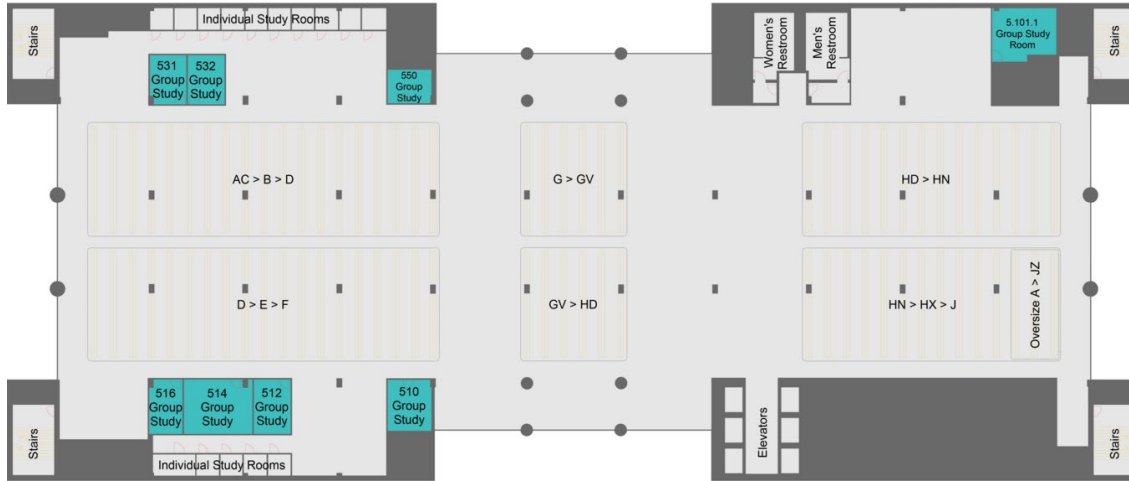 Stairs
Individual Study Rooms
531
Group
Study
532
Group
Study
550
Group
Study
Women's
Restroom
Men's
Restroom
5.101.1
Group Study
Room
Stairs
AC > B > D
G > GV
HD > HN
D > E > F
GV > HD
HN > HX > J
Oversize A > JZ
516
Group
Study
514
Group
Study
512
Group
Study
510
Group
Study
Stairs
Individual Study Rooms
Elevators
Stairs